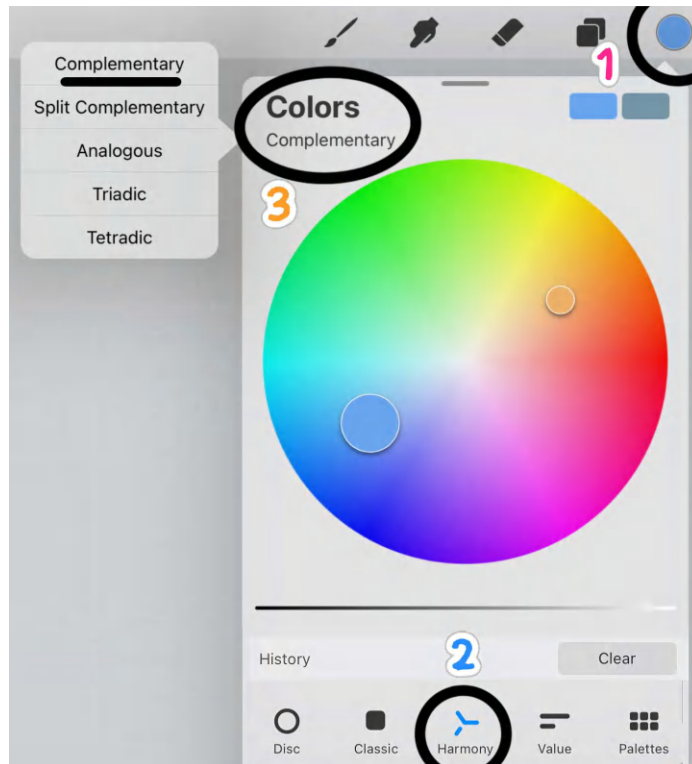 1
Complementary
Split Complementary
Analogous
Triadic
Tetradic
Colors
Complementary
3
History
2
Clear
Disc
Classic
Harmony
Value
Palettes